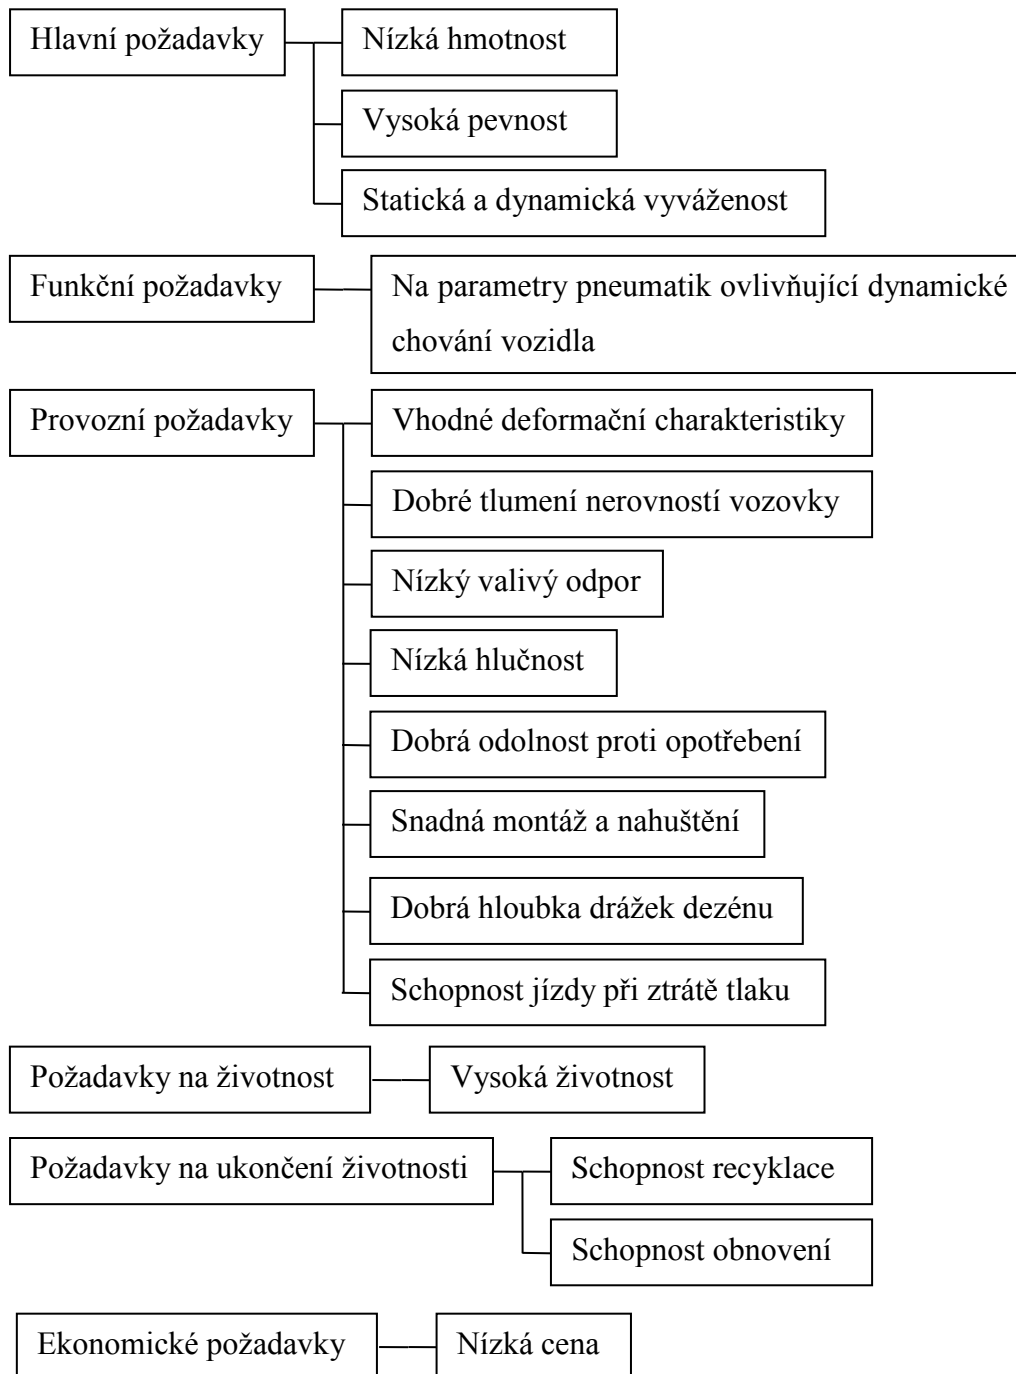 Hlavní požadavky
Nízká hmotnost
Vysoká pevnost
Statická a dynamická vyváženost
Funkční požadavky
Na parametry pneumatik ovlivňující dynamické
chování vozidla
Provozní požadavky
Vhodné deformační charakteristiky
Dobré tlumení nerovností vozovky
Nízký valivý odpor
Nízká hlučnost
Dobrá odolnost proti opotřebení
Snadná montáž a nahuštění
Dobrá hloubka drážek dezénu
Schopnost jízdy při ztrátě tlaku
Požadavky na životnost
Vysoká životnost
Požadavky na ukončení životnosti
Schopnost recyklace
Schopnost obnovení
Ekonomické požadavky
Nízká cena